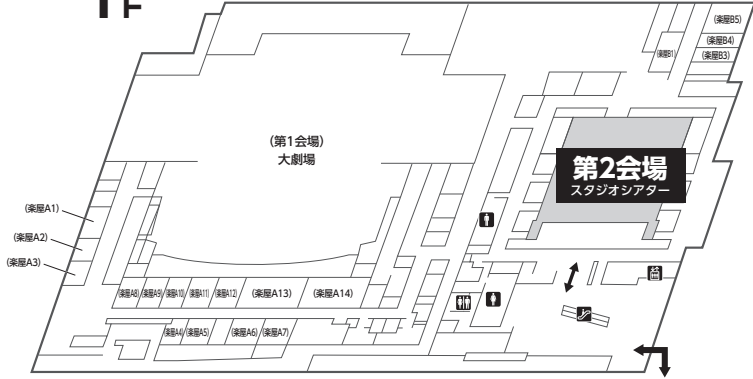 1F
(楽屋B5)
(楽屋B4)
(楽屋B3)
(楽屋B1)
(第1会場)
大劇場
第2会場
スタジオシアター
(楽屋A1)
(楽屋A2)
(楽屋A3)
(楽屋A8)
(楽屋A9)
(楽屋A10)
(楽屋A11)
(楽屋A12)
(楽屋A13)
(楽屋A14)
(楽屋A4)
(楽屋A5)
(楽屋A6)
(楽屋A7)